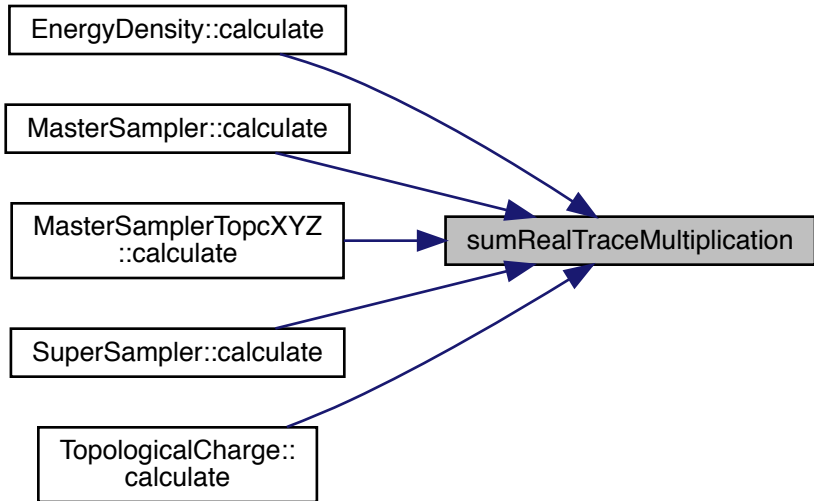 EnergyDensity::calculate
MasterSampler::calculate
MasterSamplerTopcXYZ
::calculate
sumRealTraceMultiplication
SuperSampler::calculate
TopologicalCharge::
calculate